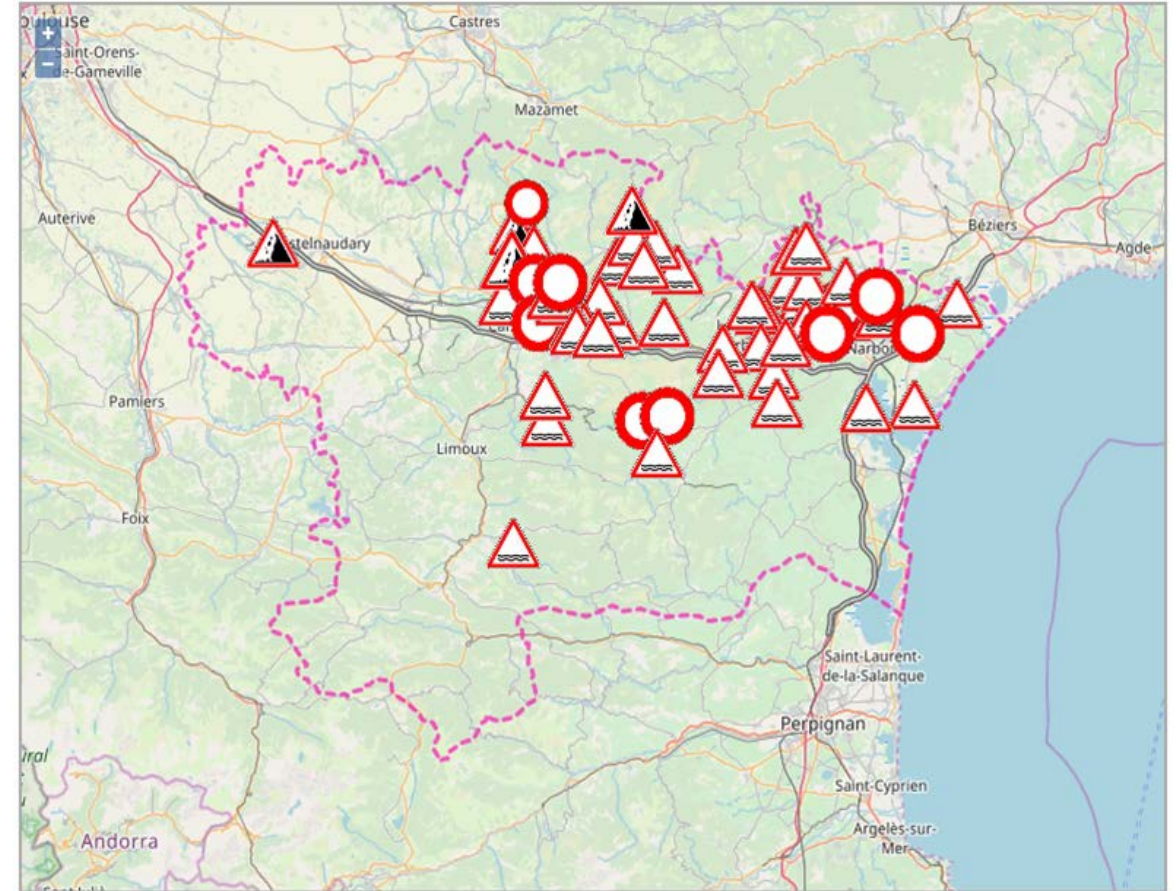 oulouse
Castres
+
Saint-Orens-
de-Gameville
−
Mazamet
Auterive
Béziers
stelnaudary
Agde
Narbo
Pamiers
Limoux
Foix
Saint-Laurent-
de-la-Salanque
Perpignan
Saint-Cyprien
Argelès-sur-
Mer
Andorra